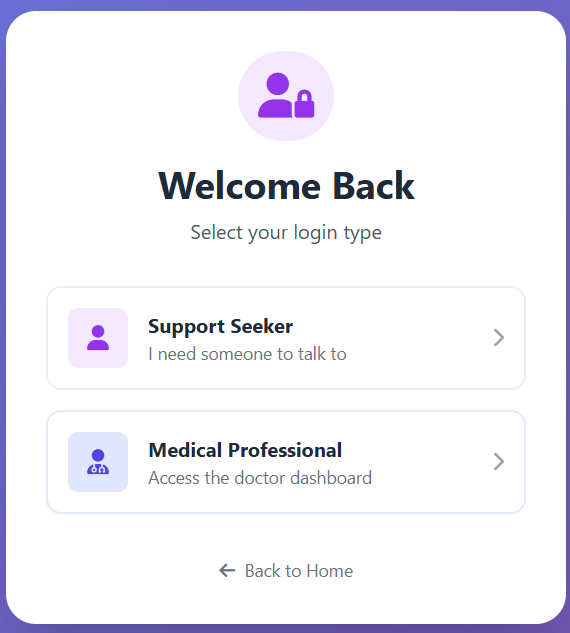 Welcome Back
Select your login type
Support Seeker
I need someone to talk to
Medical Professional
Access the doctor dashboard
Back to Home